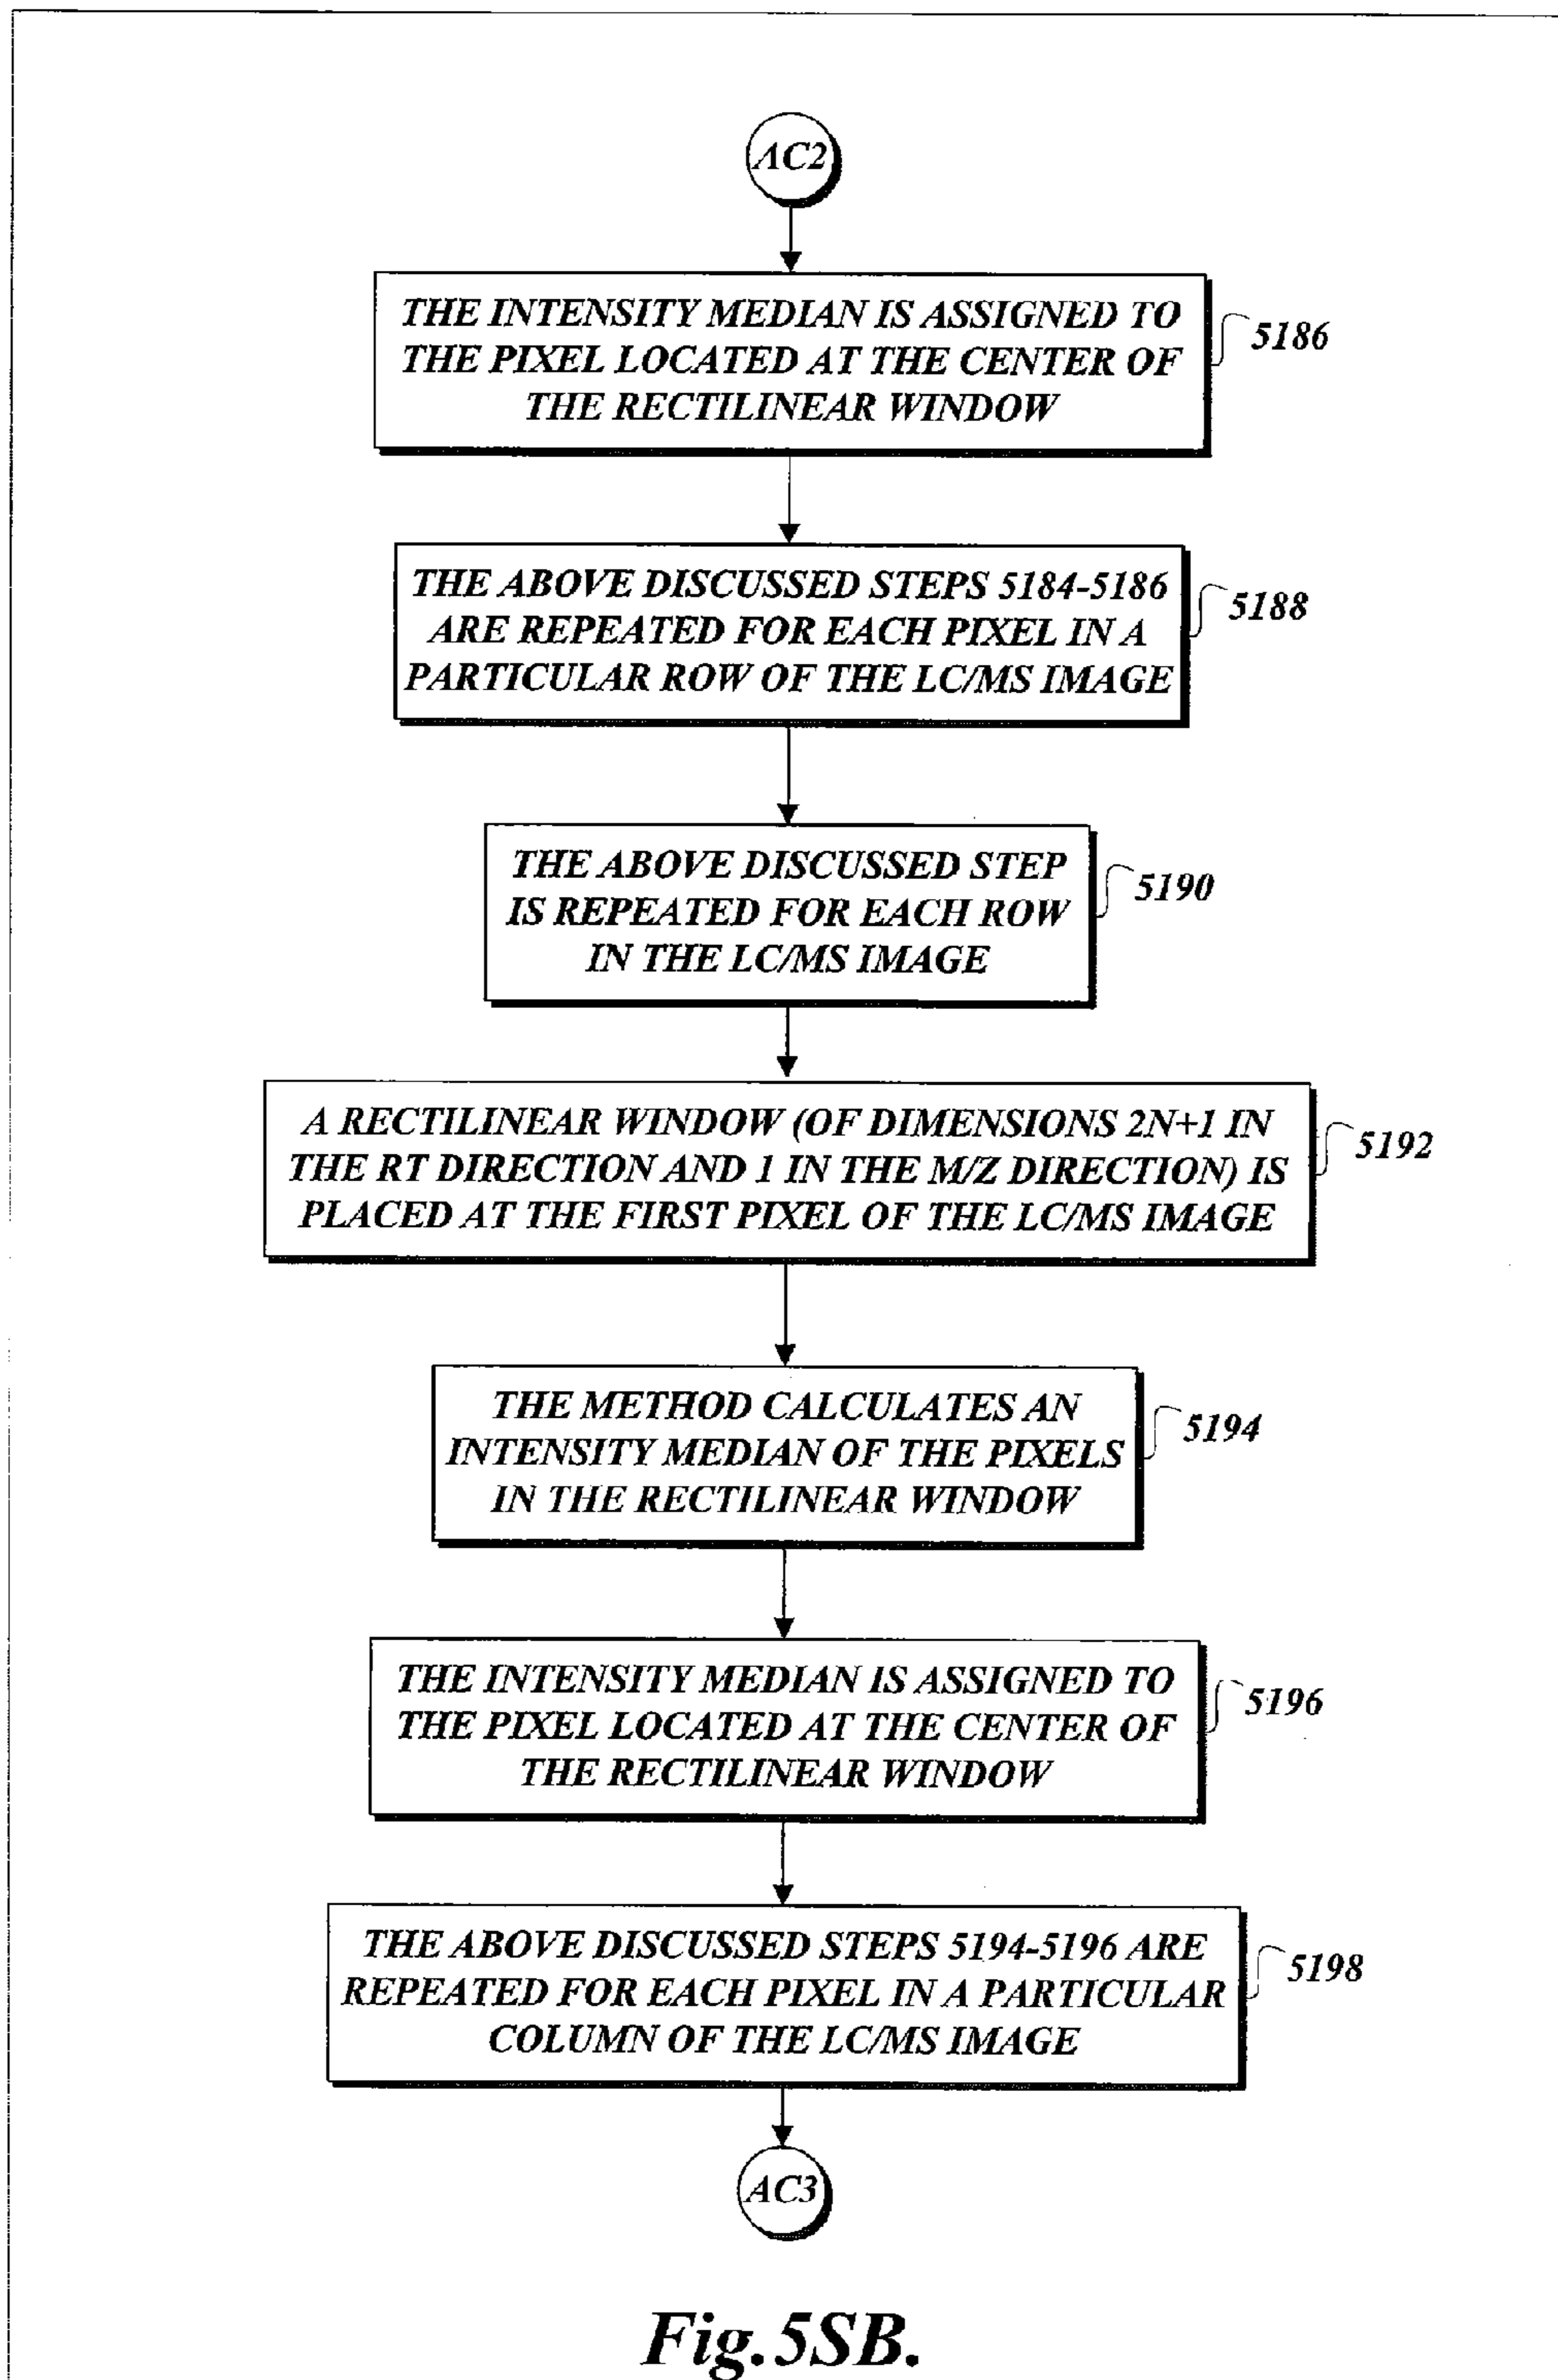 AC2
THE INTENSITY MEDIAN IS ASSIGNED TO
THE PIXEL LOCATED AT THE CENTER OF
THE RECTILINEAR WINDOW
5186
THE ABOVE DISCUSSED STEPS 5184-5186
ARE REPEATED FOR EACH PIXEL IN A
PARTICULAR ROW OF THE LC/MS IMAGE
5188
THE ABOVE DISCUSSED STEP
IS REPEATED FOR EACH ROW
IN THE LC/MS IMAGE
5190
A RECTILINEAR WINDOW (OF DIMENSIONS 2N+1 IN
THE RT DIRECTION AND 1 IN THE M/Z DIRECTION) IS
PLACED AT THE FIRST PIXEL OF THE LC/MS IMAGE
5192
THE METHOD CALCULATES AN
INTENSITY MEDIAN OF THE PIXELS
IN THE RECTILINEAR WINDOW
5194
THE INTENSITY MEDIAN IS ASSIGNED TO
THE PIXEL LOCATED AT THE CENTER OF
THE RECTILINEAR WINDOW
5196
THE ABOVE DISCUSSED STEPS 5194-5196 ARE
REPEATED FOR EACH PIXEL IN A PARTICULAR
COLUMN OF THE LC/MS IMAGE
5198
AC3
Fig.5SB.